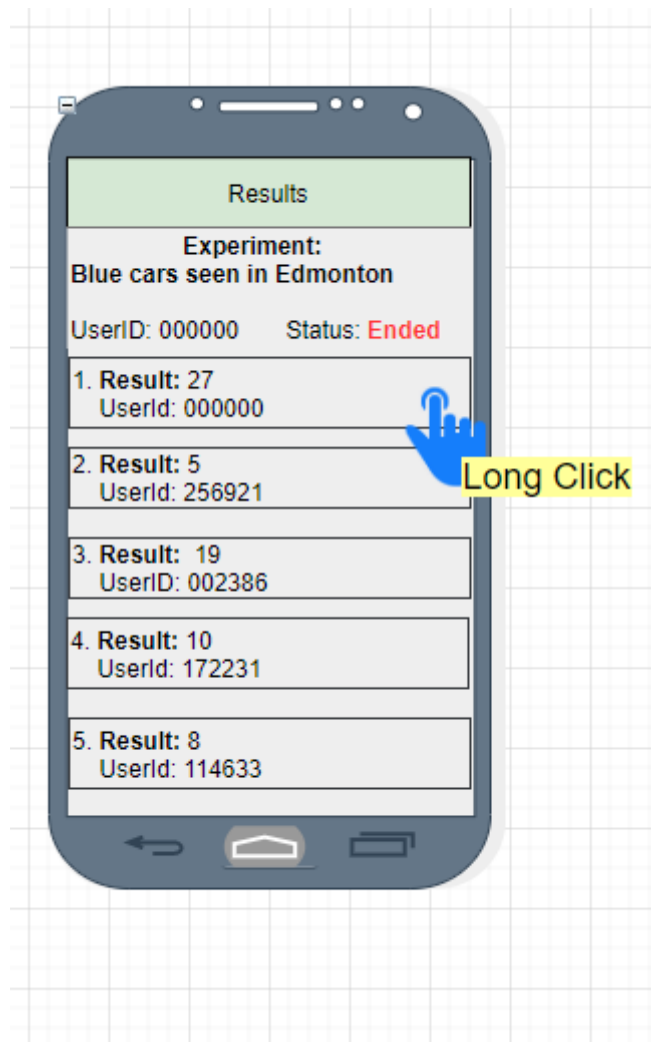 Results
Experiment:
Blue cars seen in Edmonton
UserID: 000000 Status: Ended
1. Result: 27
UserId: 000000
2. Result: 5
UserId: 256921
Long Click
3. Result: 19
UserID: 002386
4. Result: 10
UserId: 172231
5. Result: 8
UserId: 114633